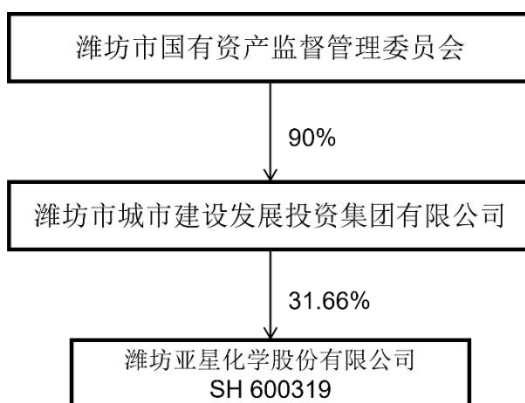 潍坊市国有资产监督管理委员会
90%
潍坊市城市建设发展投资集团有限公司
31.66%
潍坊亚星化学股份有限公司
SH 600319